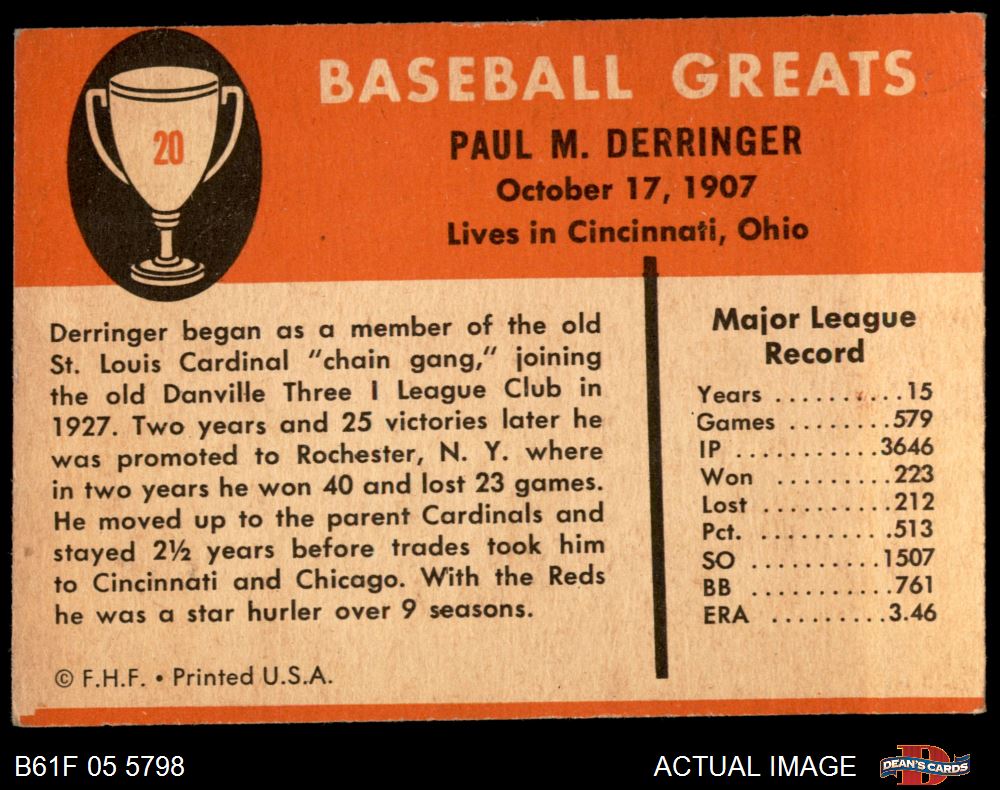 20
BASEBALL GREATS
PAUL M. DERRINGER
October 17, 1907
Lives in Cincinnati, Ohio
Derringer began as a member of the old
St. Louis Cardinal "chain gang," joining
the old Danville Three I League Club in
1927. Two years and 25 victories later he
was promoted to Rochester, N. Y. where
in two years he won 40 and lost 23 games.
He moved up to the parent Cardinals and
stayed 2½ years before trades took him
to Cincinnati and Chicago. With the Reds
he was a star hurler over 9 seasons.
© F.H.F. • Printed U.S.A.
Major League
Record
Years ..........15
Games ........579
IP ...........3646
Won .........223
Lost ..........212
Pct. ..........513
SO ..........1507
BB ...........761
ERA .........3.46
B61F 05 5798
ACTUAL IMAGE
D
DEAN'S CARDS